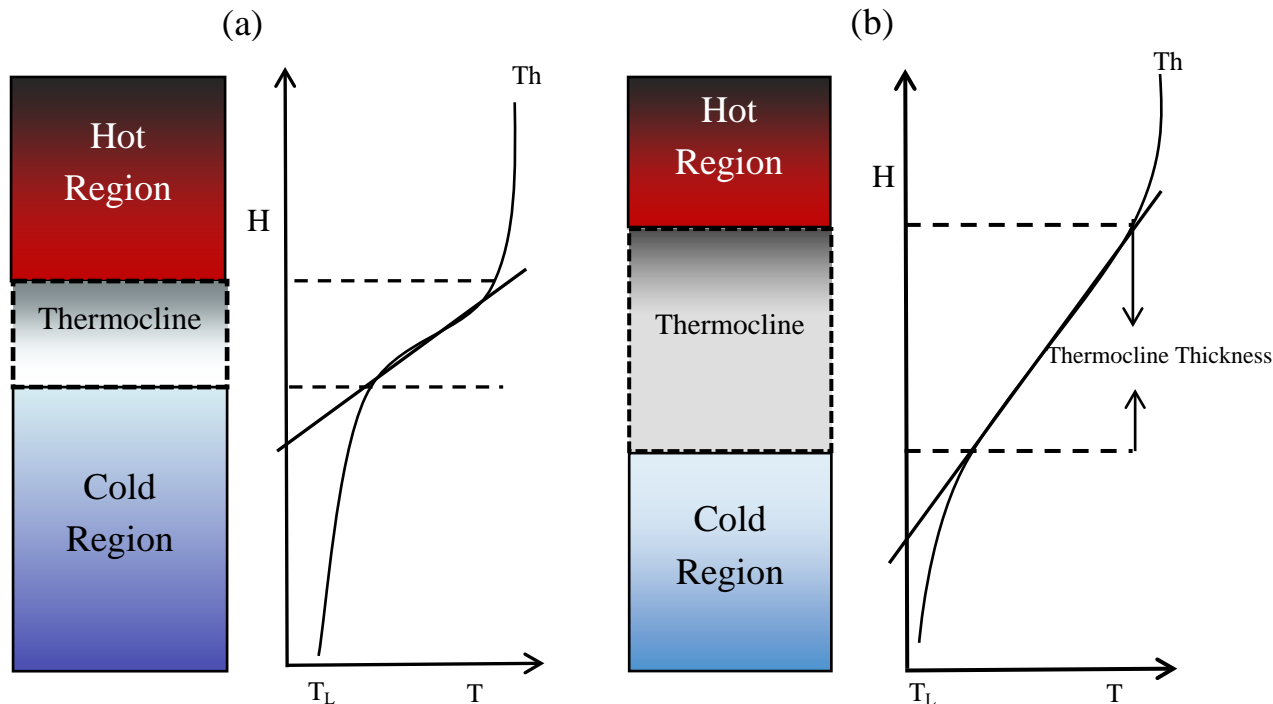 (a)
Hot
Region
Thermocline
Cold
Region
Th
H
T_L
T
(b)
Hot
Region
Thermocline
Cold
Region
Th
H
Thermocline Thickness
T_L
T